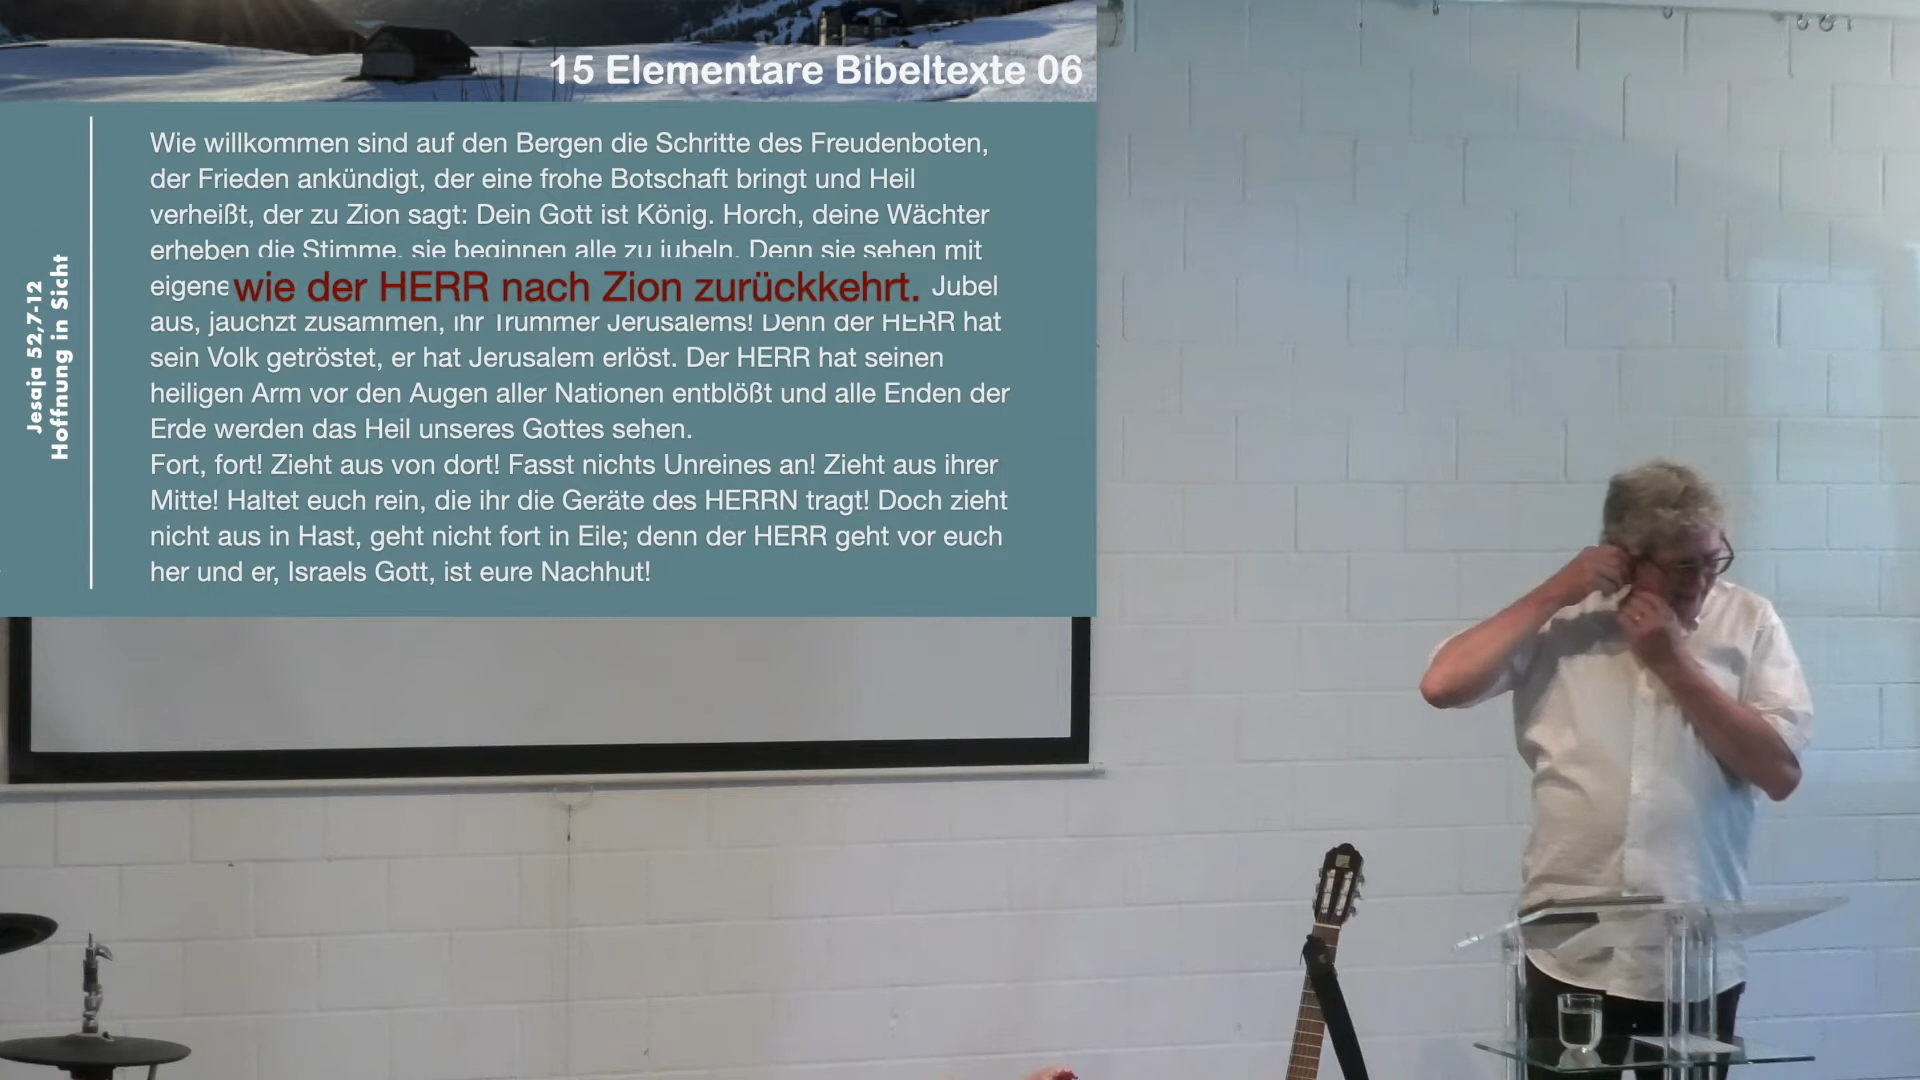 15 Elementare Bibeltexte 06
Jesaja 52,7-12
Hoffnung in Sicht
Wie willkommen sind auf den Bergen die Schritte des Freudenboten,
der Frieden ankündigt, der eine frohe Botschaft bringt und Heil
verheißt, der zu Zion sagt: Dein Gott ist König. Horch, deine Wächter
erheben die Stimme, sie beginnen alle zu jubeln. Denn sie sehen mit
eigene wie der HERR nach Zion zurückkehrt. Jubel
aus, jauchzt zusammen, ihr Trümmer Jerusalems! Denn der HERR hat
sein Volk getröstet, er hat Jerusalem erlöst. Der HERR hat seinen
heiligen Arm vor den Augen aller Nationen entblößt und alle Enden der
Erde werden das Heil unseres Gottes sehen.
Fort, fort! Zieht aus von dort! Fasst nichts Unreines an! Zieht aus ihrer
Mitte! Haltet euch rein, die ihr die Geräte des HERRN tragt! Doch zieht
nicht aus in Hast, geht nicht fort in Eile; denn der HERR geht vor euch
her und er, Israels Gott, ist eure Nachhut!